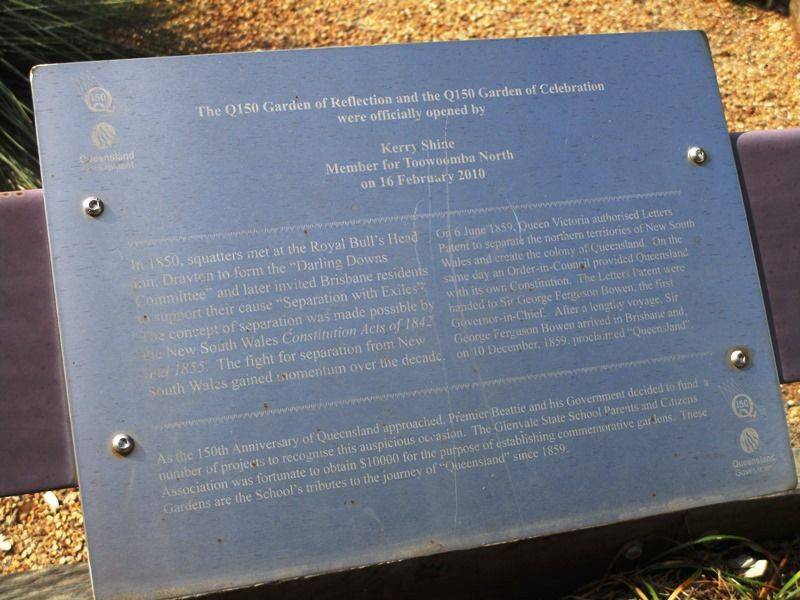 Q150
Queensland
Government
The Q150 Garden of Reflection and the Q150 Garden of Celebration
were officially opened by
Kerry Shine
Member for Toowoomba North
on 16 February 2010
In 1850, squatters met at the Royal Bull's Head
Inn, Drayton to form the "Darling Downs
Committee" and later invited Brisbane residents
to support their cause "Separation with Exiles".
The concept of separation was made possible by
the New South Wales Constitution Acts of 1842
and 1855. The fight for separation from New
South Wales gained momentum over the decade.
On 6 June 1859, Queen Victoria authorised Letters
Patent to separate the northern territories of New South
Wales and create the colony of Queensland. On the
same day an Order-in-Council provided Queensland
with its own Constitution. The Letters Patent were
handed to Sir George Ferguson Bowen, the first
Governor-in-Chief. After a lengthy voyage, Sir
George Ferguson Bowen arrived in Brisbane and,
on 10 December, 1859, proclaimed "Queensland".
As the 150th Anniversary of Queensland approached, Premier Beattie and his Government decided to fund a
number of projects to recognise this auspicious occasion. The Glenvale State School Parents and Citizens
Association was fortunate to obtain $10000 for the purpose of establishing commemorative gardens. These
Gardens are the School's tributes to the journey of "Queensland" since 1859.
Q150
Queensland
Government